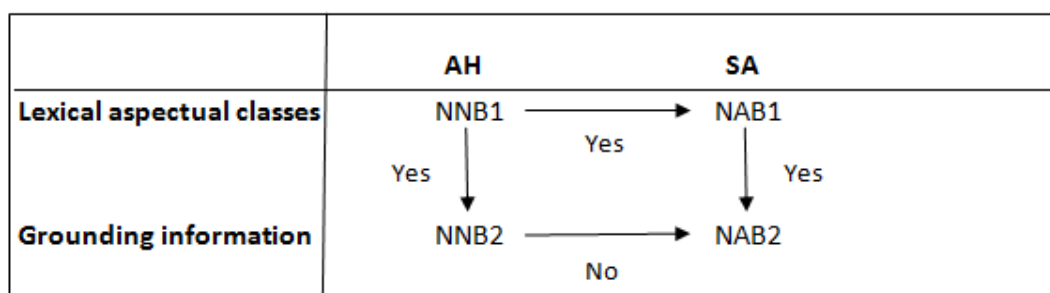 AH SA
Lexical aspectual classes NNB1 NAB1
Yes
Yes Yes
Grounding information NNB2 NAB2
No